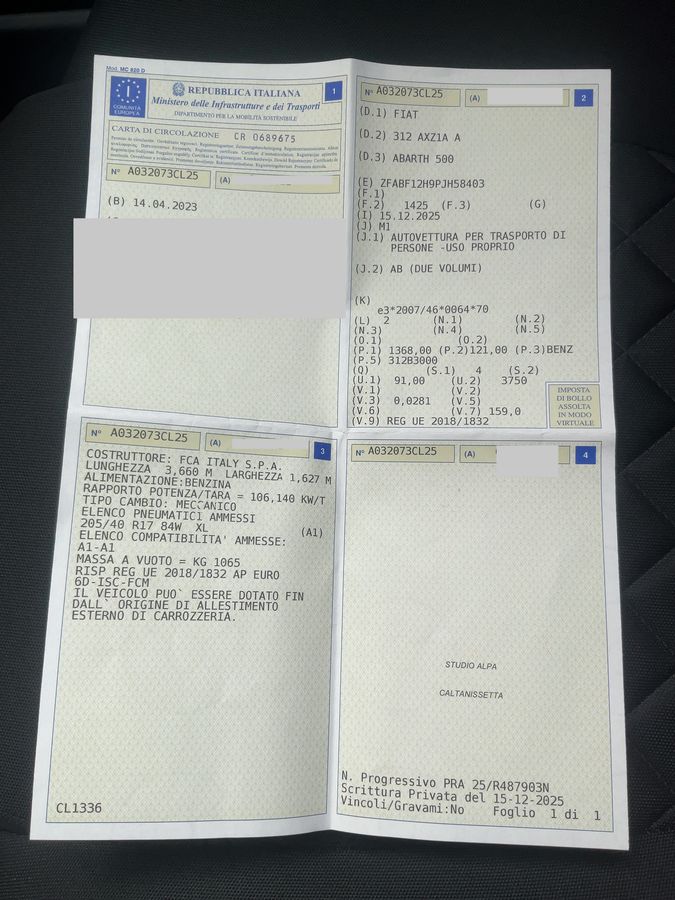 Mod. MC 820 D
COMUNITÀ
EUROPEA
REPUBBLICA ITALIANA
Ministero delle Infrastrutture e dei Trasporti
DIPARTIMENTO PER LA MOBILITÀ SOSTENIBILE
1
CARTA DI CIRCOLAZIONE CR 0689675
N° A032073CL25 (A)
(B) 14.04.2023
N° A032073CL25 (A) 2
(D.1) FIAT
(D.2) 312 AXZ1A A
(D.3) ABARTH 500
(E) ZFABF12H9PJH58403
(F.1)
(F.2) 1425 (F.3) (G)
(I) 15.12.2025
(J) M1
(J.1) AUTOVETTURA PER TRASPORTO DI
PERSONE -USO PROPRIO
(J.2) AB (DUE VOLUMI)
(K)
e3*2007/46*0064*70
(L) 2 (N.1) (N.2)
(N.3) (N.4) (N.5)
(O.1) (O.2)
(P.1) 1368,00 (P.2)121,00 (P.3)BENZ
(P.5) 312B3000
(Q) (S.1) 4 (S.2)
(U.1) 91,00 (U.2) 3750
(V.1) (V.2)
(V.3) 0,0281 (V.5)
(V.6) (V.7) 159,0
(V.9) REG UE 2018/1832
IMPOSTA
DI BOLLO
ASSOLTA
IN MODO
VIRTUALE
N° A032073CL25 (A) 3
COSTRUTTORE: FCA ITALY S.P.A.
LUNGHEZZA 3,660 M LARGHEZZA 1,627 M
ALIMENTAZIONE:BENZINA
RAPPORTO POTENZA/TARA = 106,140 KW/T
TIPO CAMBIO: MECCANICO
ELENCO PNEUMATICI AMMESSI
205/40 R17 84W XL (A1)
ELENCO COMPATIBILITA' AMMESSE:
A1-A1
MASSA A VUOTO = KG 1065
RISP REG UE 2018/1832 AP EURO
6D-ISC-FCM
IL VEICOLO PUO` ESSERE DOTATO FIN
DALL` ORIGINE DI ALLESTIMENTO
ESTERNO DI CARROZZERIA.
CL1336
N° A032073CL25 (A) 4
STUDIO ALPA
CALTANISSETTA
N. Progressivo PRA 25/R487903N
Scrittura Privata del 15-12-2025
Vincoli/Gravami:No Foglio 1 di 1